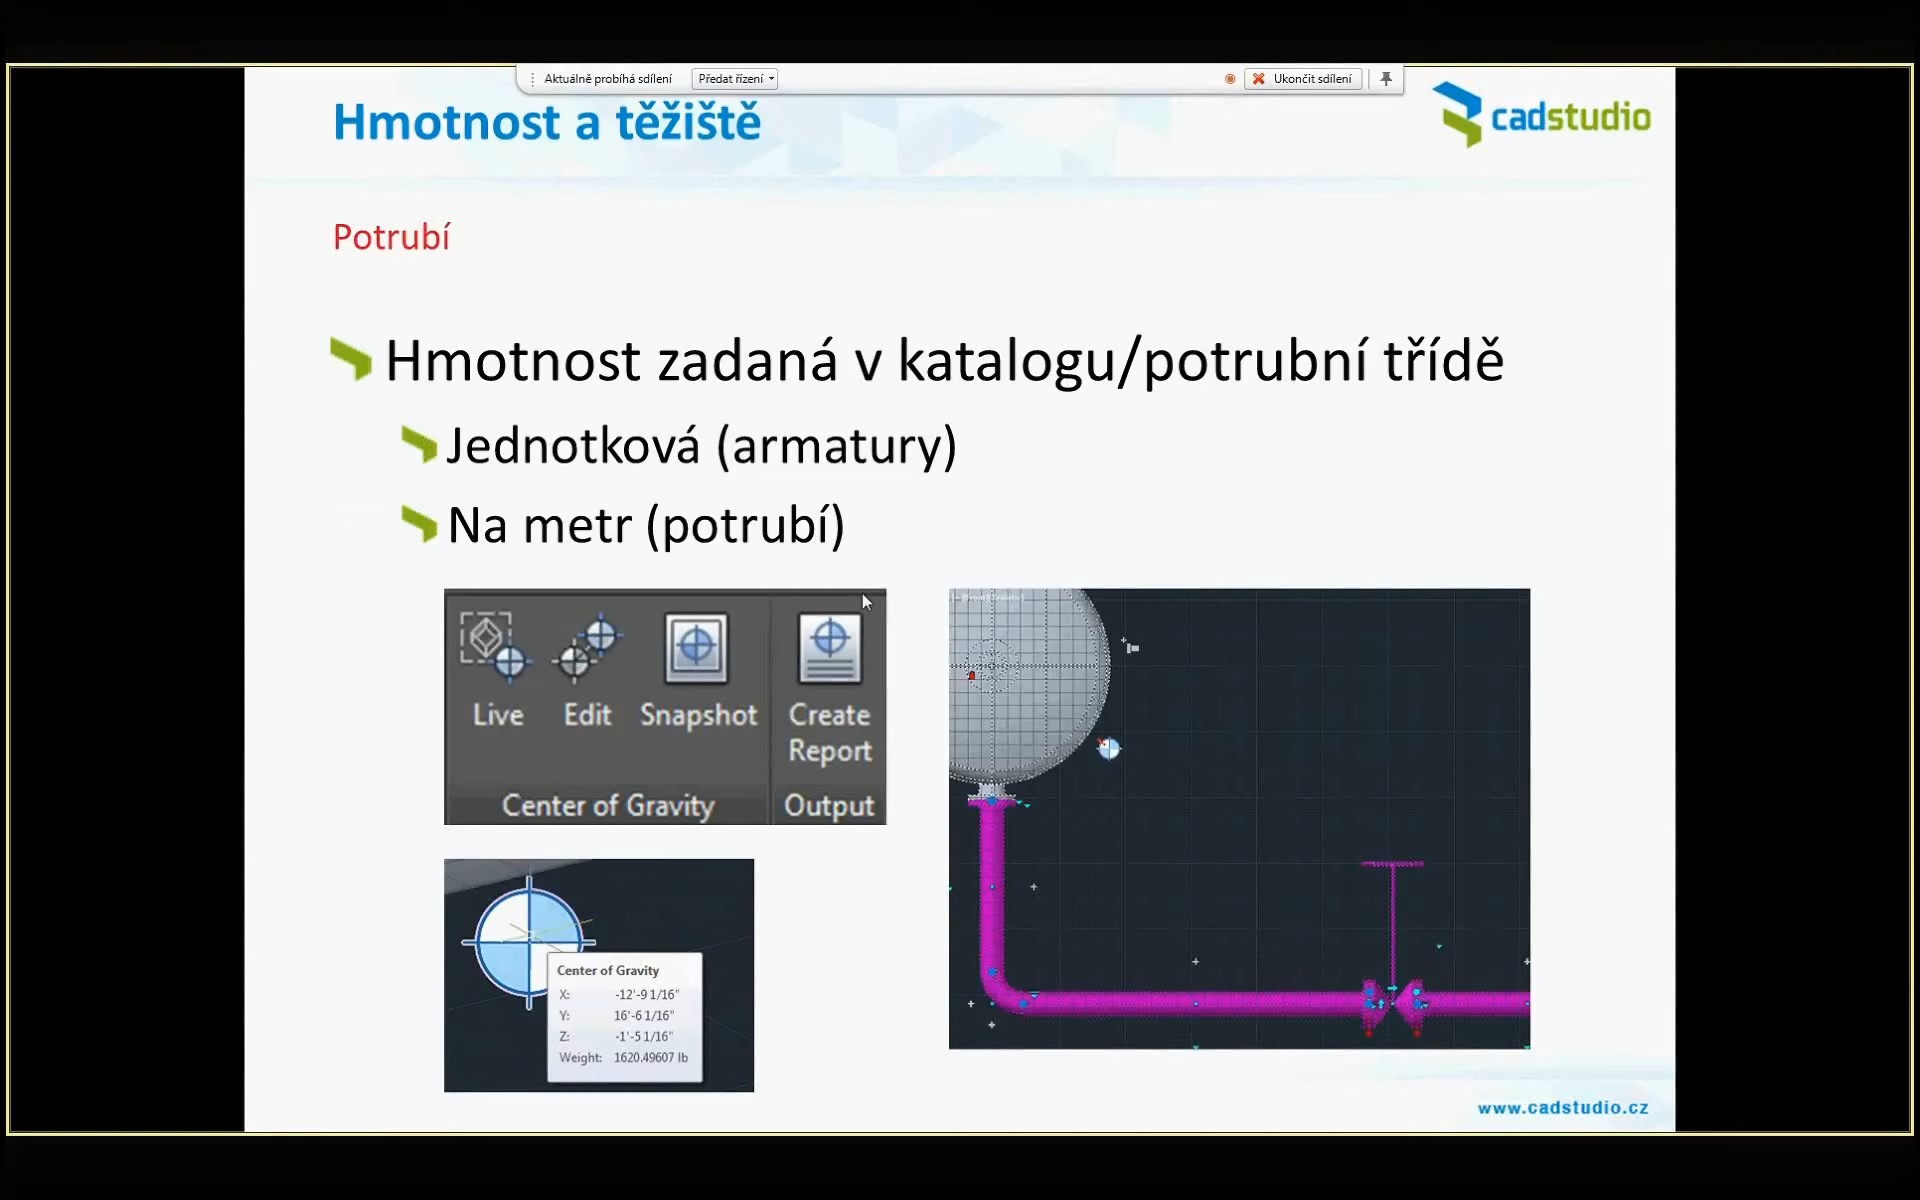 Aktuálně probíhá sdílení
Předat řízení
Ukončit sdílení
Hmotnost a těžiště
cadstudio
Potrubí
Hmotnost zadaná v katalogu/potrubní třídě
Jednotková (armatury)
Na metr (potrubí)
Live
Edit
Snapshot
Create
Report
Center of Gravity
Output
Center of Gravity
X: -12'-9 1/16"
Y: 16'-6 1/16"
Z: -1'-5 1/16"
Weight: 1620.49607 lb
www.cadstudio.cz